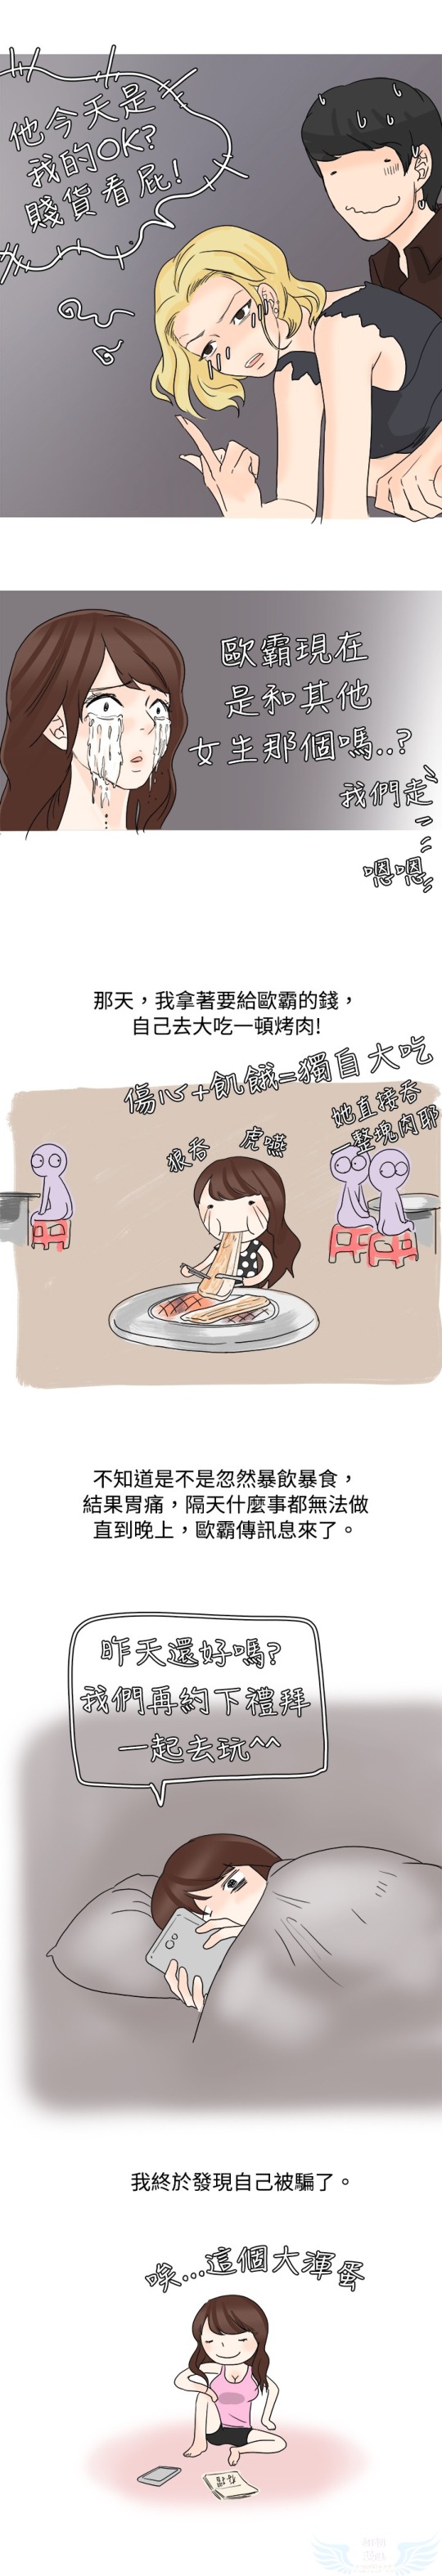 他今天是
我的OK?
賤貨看屁!
歐霸現在
是和其他
女生那個嗎..?
我們走
嗯嗯
那天，我拿著要給歐霸的錢，
自己去大吃一頓烤肉!
傷心+飢餓=獨自大吃
她直接吞
一整塊肉耶
狼吞
虎嚥
不知道是不是忽然暴飲暴食，
結果胃痛，隔天什麼事都無法做
直到晚上，歐霸傳訊息來了。
昨天還好嗎?
我們再約下禮拜
一起去玩^^
我終於發現自己被騙了。
唉...這個大渾蛋